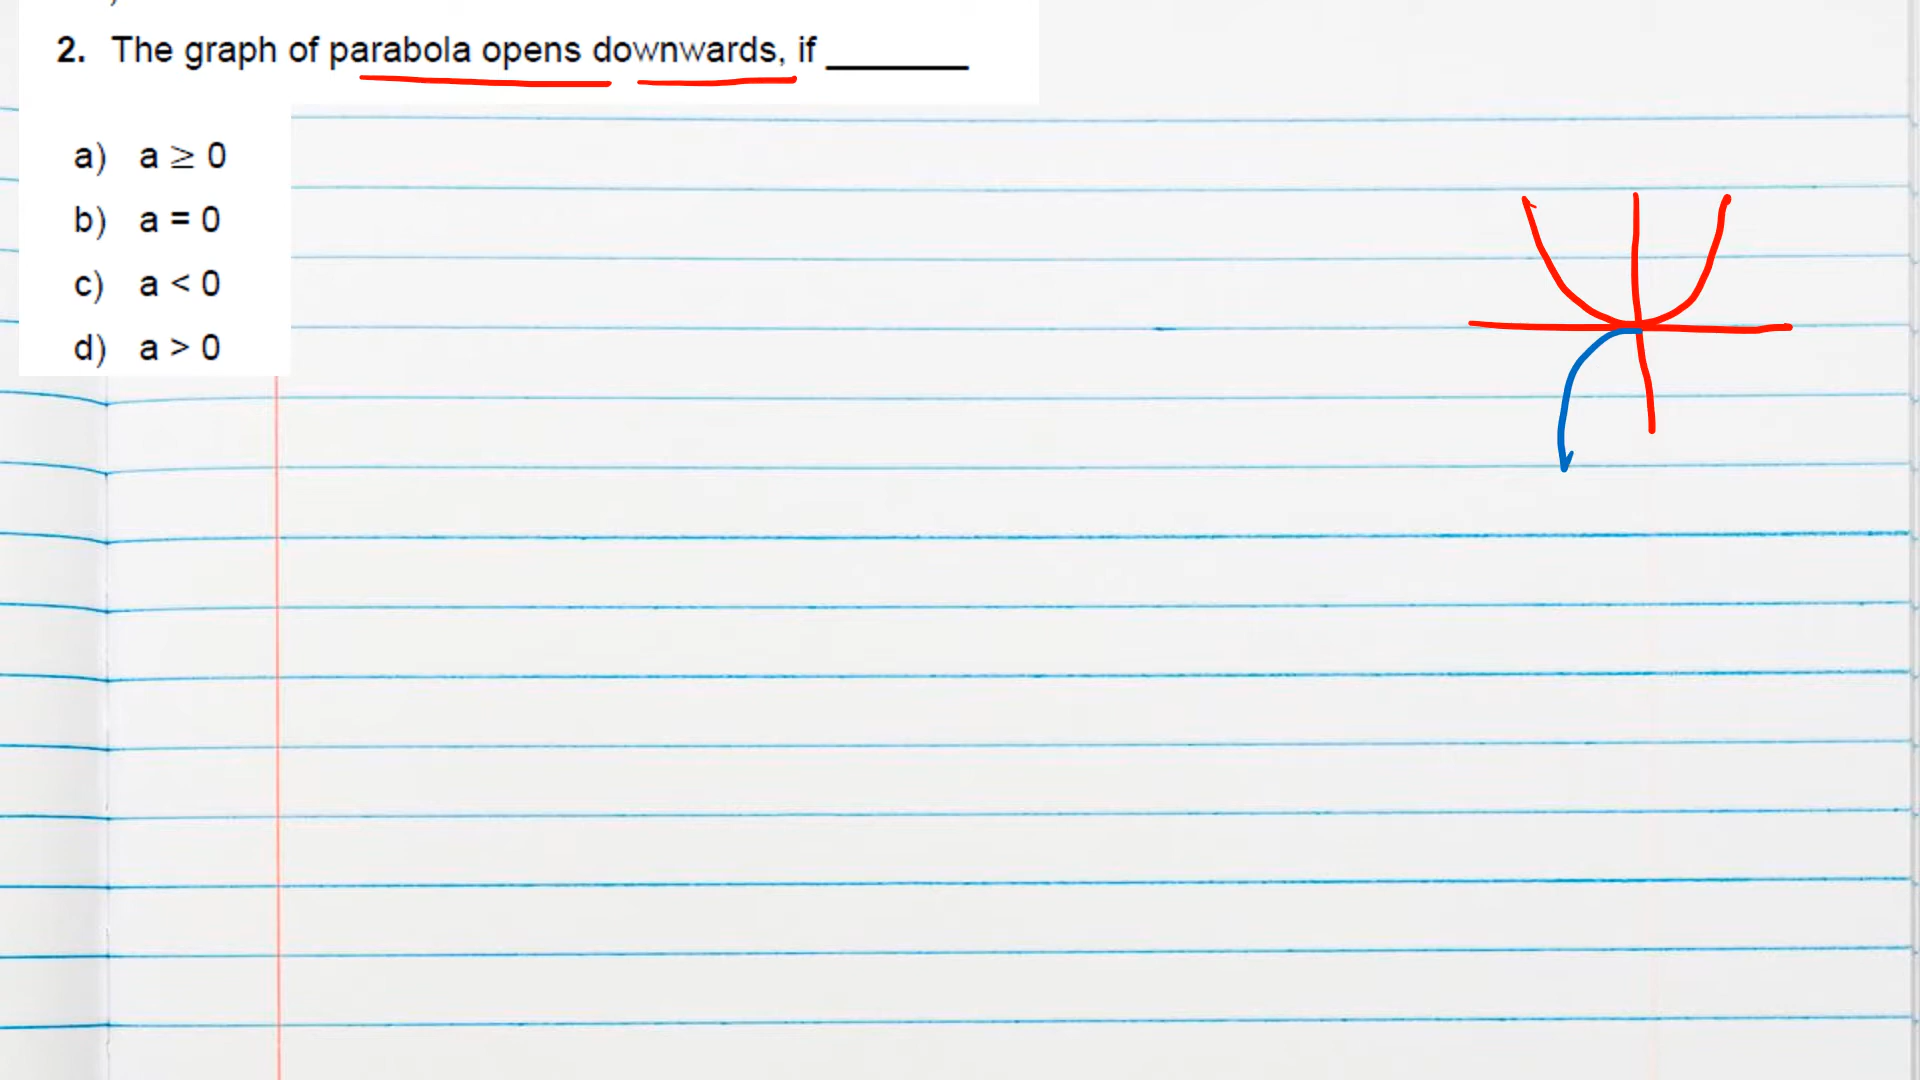 2. The graph of parabola opens downwards, if ________
a) a ≥ 0
b) a = 0
c) a < 0
d) a > 0